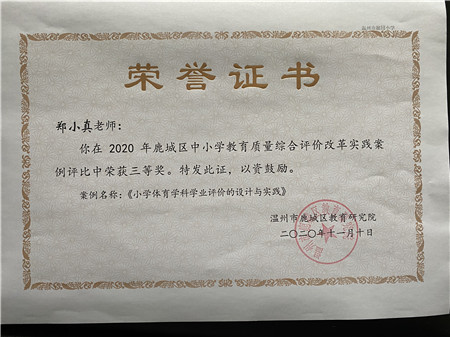 荣誉证书
郑小真老师：
你在 2020 年鹿城区中小学教育质量综合评价改革实践案
例评比中荣获三等奖。特发此证，以资鼓励。
案例名称：《小学体育学科学业评价的设计与实践》
温州市鹿城区教育研究院
二〇二〇年十一月十日